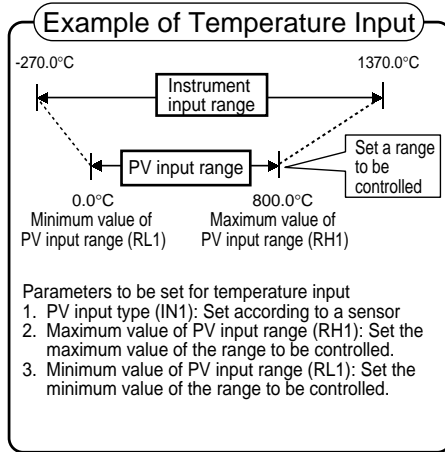 Example of Temperature Input
-270.0°C
1370.0°C
Instrument
input range
PV input range
Set a range
to be
controlled
0.0°C
800.0°C
Minimum value of
PV input range (RL1)
Maximum value of
PV input range (RH1)
Parameters to be set for temperature input
1. PV input type (IN1): Set according to a sensor
2. Maximum value of PV input range (RH1): Set the
maximum value of the range to be controlled.
3. Minimum value of PV input range (RL1): Set the
minimum value of the range to be controlled.